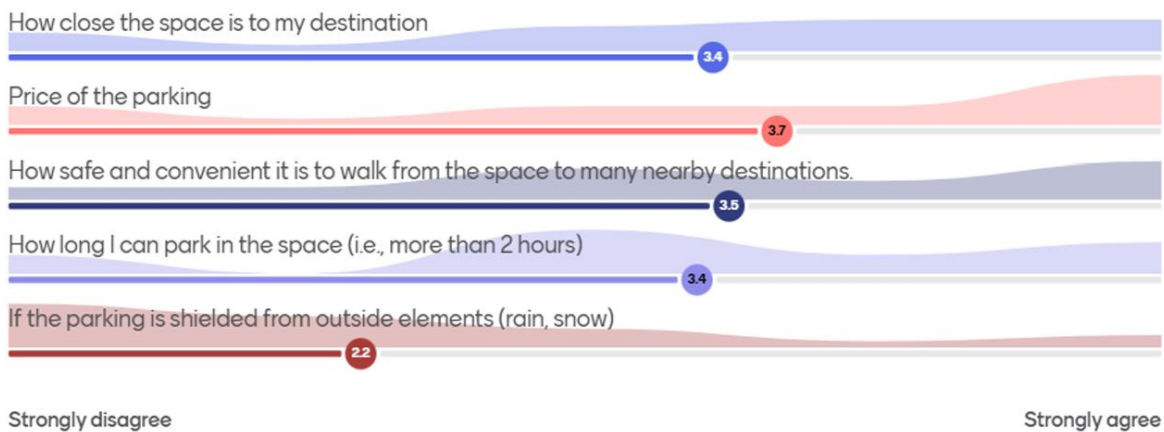 How close the space is to my destination
3.4
Price of the parking
3.7
How safe and convenient it is to walk from the space to many nearby destinations.
3.5
How long I can park in the space (i.e., more than 2 hours)
3.4
If the parking is shielded from outside elements (rain, snow)
2.2
Strongly disagree
Strongly agree